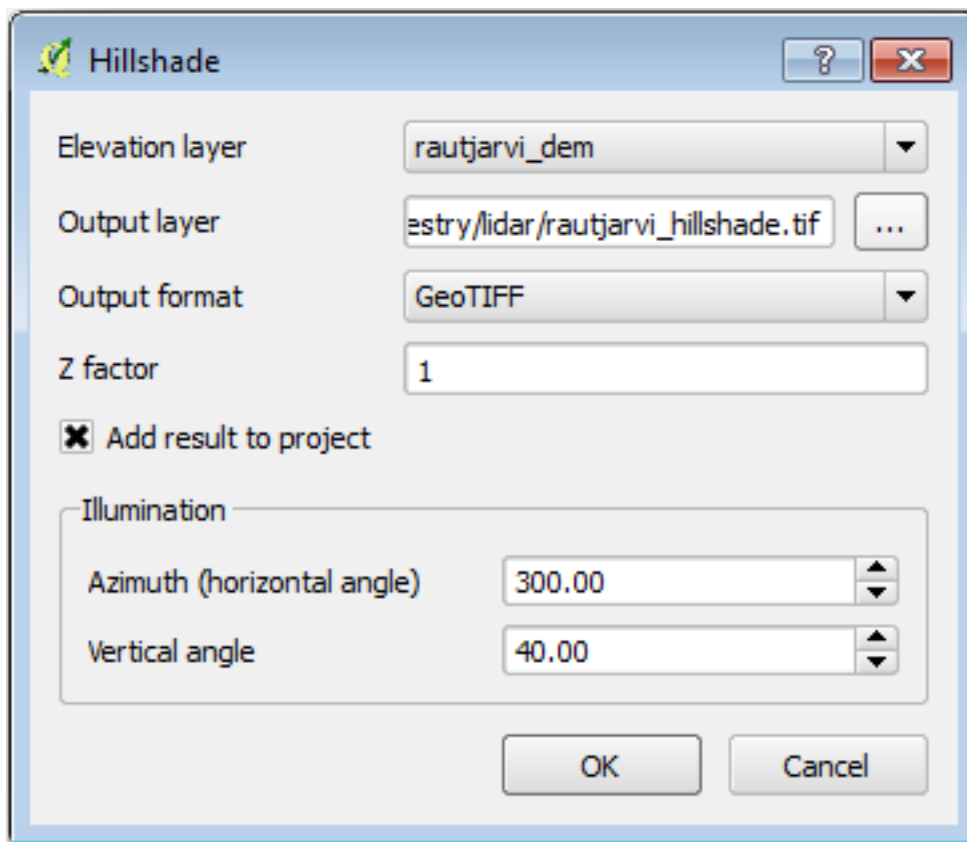 Hillshade
Elevation layer rautjarvi_dem
Output layer estry/lidar/rautjarvi_hillshade.tif ...
Output format GeoTIFF
Z factor 1
Add result to project
Illumination
Azimuth (horizontal angle) 300.00
Vertical angle 40.00
OK Cancel